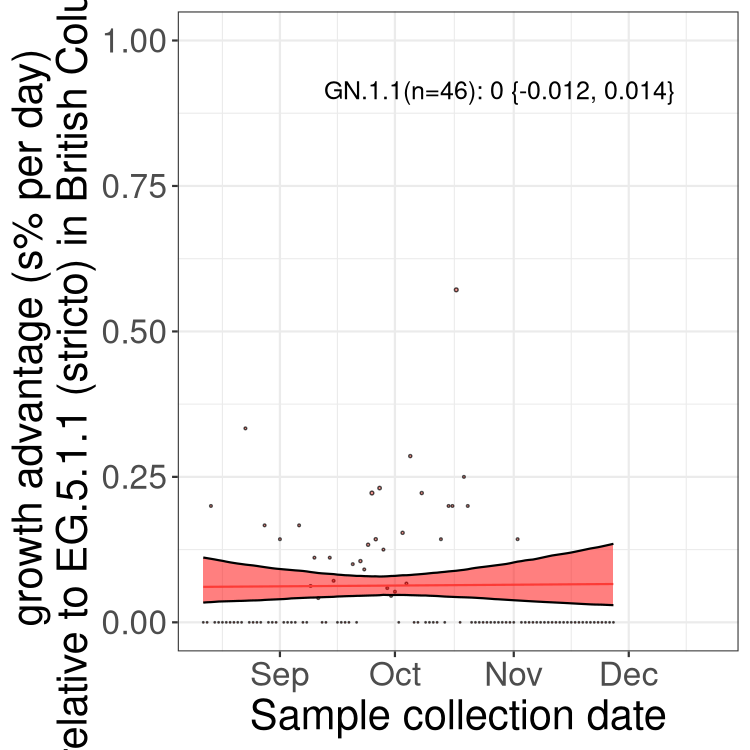 growth advantage (s% per day)
relative to EG.5.1.1 (stricto) in British Colu
1.00
0.75
0.50
0.25
0.00
GN.1.1(n=46): 0 {-0.012, 0.014}
Sep Oct Nov Dec
Sample collection date